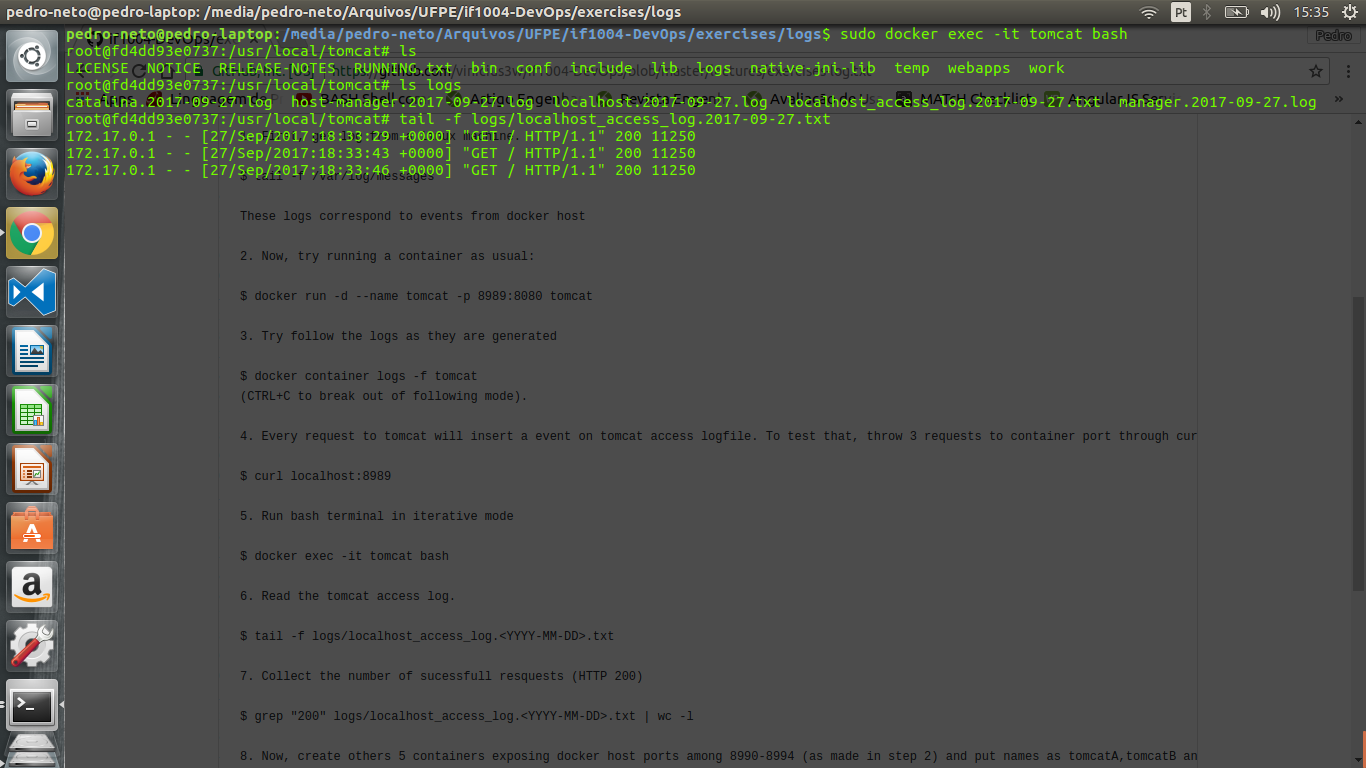 pedro-neto@pedro-laptop: /media/pedro-neto/Arquivos/UFPE/if1004-DevOps/exercises/logs
Pt
15:35
pedro-neto@pedro-laptop:/media/pedro-neto/Arquivos/UFPE/if1004-DevOps/exercises/logs$ sudo docker exec -it tomcat bash
Pedro
root@fd4dd93e0737:/usr/local/tomcat# ls
LICENSE  NOTICE  RELEASE-NOTES  RUNNING.txt  bin  conf  include  lib  logs  native-jni-lib  temp  webapps  work
root@fd4dd93e0737:/usr/local/tomcat# ls logs
catalina.2017-09-27.log  host-manager.2017-09-27.log  localhost.2017-09-27.log  localhost_access_log.2017-09-27.txt  manager.2017-09-27.log
root@fd4dd93e0737:/usr/local/tomcat# tail -f logs/localhost_access_log.2017-09-27.txt
172.17.0.1 - - [27/Sep/2017:18:33:29 +0000] "GET / HTTP/1.1" 200 11250
172.17.0.1 - - [27/Sep/2017:18:33:43 +0000] "GET / HTTP/1.1" 200 11250
172.17.0.1 - - [27/Sep/2017:18:33:46 +0000] "GET / HTTP/1.1" 200 11250
$ tail -f /var/log/messages
These logs correspond to events from docker host
2. Now, try running a container as usual:
$ docker run -d --name tomcat -p 8989:8080 tomcat
3. Try follow the logs as they are generated
$ docker container logs -f tomcat
(CTRL+C to break out of following mode).
4. Every request to tomcat will insert a event on tomcat access logfile. To test that, throw 3 requests to container port through cur
$ curl localhost:8989
5. Run bash terminal in iterative mode
$ docker exec -it tomcat bash
6. Read the tomcat access log.
$ tail -f logs/localhost_access_log.<YYYY-MM-DD>.txt
7. Collect the number of sucessfull resquests (HTTP 200)
$ grep "200" logs/localhost_access_log.<YYYY-MM-DD>.txt | wc -l
8. Now, create others 5 containers exposing docker host ports among 8990-8994 (as made in step 2) and put names as tomcatA,tomcatB an